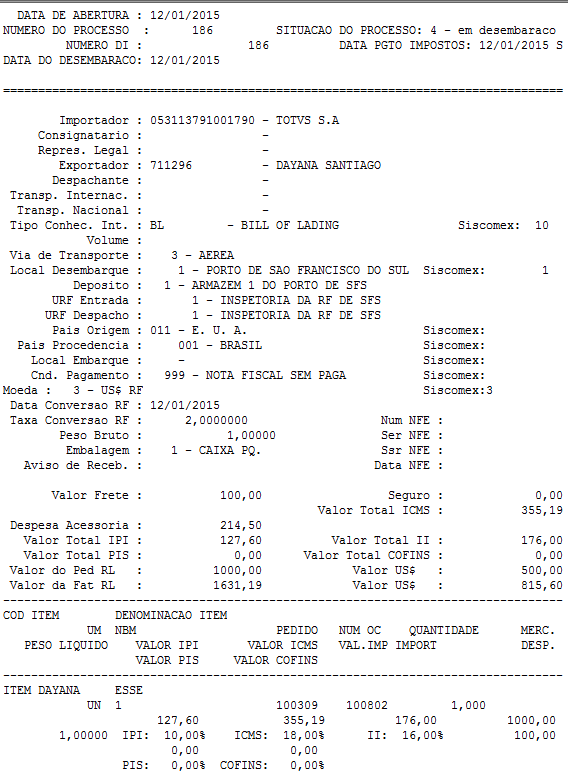 DATA DE ABERTURA : 12/01/2015
NUMERO DO PROCESSO : 186 SITUACAO DO PROCESSO: 4 - em desembaraco
NUMERO DI : 186 DATA PGTO IMPOSTOS: 12/01/2015 S
DATA DO DESEMBARACO: 12/01/2015
================================================================================
Importador : 053113791001790 - TOTVS S.A
Consignatario : -
Repres. Legal : -
Exportador : 711296 - DAYANA SANTIAGO
Despachante : -
Transp. Internac. : -
Transp. Nacional : -
Tipo Conhec. Int. : BL - BILL OF LADING Siscomex: 10
Volume :
Via de Transporte : 3 - AEREA
Local Desembarque : 1 - PORTO DE SAO FRANCISCO DO SUL Siscomex: 1
Deposito : 1 - ARMAZEM 1 DO PORTO DE SFS
URF Entrada : 1 - INSPETORIA DA RF DE SFS
URF Despacho : 1 - INSPETORIA DA RF DE SFS
Pais Origem : 011 - E. U. A. Siscomex:
Pais Procedencia : 001 - BRASIL Siscomex:
Local Embarque : - Siscomex:
Cnd. Pagamento : 999 - NOTA FISCAL SEM PAGA Siscomex:
Moeda : 3 - US$ RF Siscomex:3
Data Conversao RF : 12/01/2015
Taxa Conversao RF : 2,0000000 Num NFE :
Peso Bruto : 1,00000 Ser NFE :
Embalagem : 1 - CAIXA PQ. Ssr NFE :
Aviso de Receb. : Data NFE :
Valor Frete : 100,00 Seguro : 0,00
Valor Total ICMS : 355,19
Despesa Acessoria : 214,50
Valor Total IPI : 127,60 Valor Total II : 176,00
Valor Total PIS : 0,00 Valor Total COFINS : 0,00
Valor do Ped RL : 1000,00 Valor US$ : 500,00
Valor da Fat RL : 1631,19 Valor US$ : 815,60
--------------------------------------------------------------------------------
COD ITEM DENOMINACAO ITEM
UM NBM PEDIDO NUM OC QUANTIDADE MERC.
PESO LIQUIDO VALOR IPI VALOR ICMS VAL.IMP IMPORT DESP.
VALOR PIS VALOR COFINS
--------------------------------------------------------------------------------
ITEM DAYANA ESSE
UN 1 100309 100802 1,000
127,60 355,19 176,00 1000,00
1,00000 IPI: 10,00% ICMS: 18,00% II: 16,00% 100,00
0,00 0,00
PIS: 0,00% COFINS: 0,00%